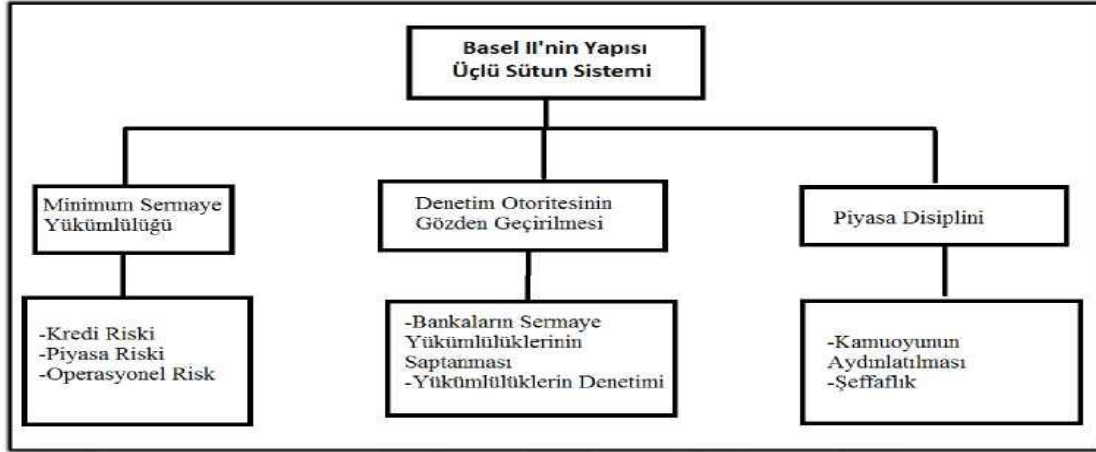 Basel II'nin Yapısı
Üçlü Sütun Sistemi
Minimum Sermaye
Yükümlülüğü
Denetim Otoritesinin
Gözden Geçirilmesi
Piyasa Disiplini
-Kredi Riski
-Piyasa Riski
-Operasyonel Risk
-Bankaların Sermaye
Yükümlülüklerinin
Saptanması
-Yükümlülüklerin Denetimi
-Kamuoyunun
Aydınlatılması
-Şeffaflık